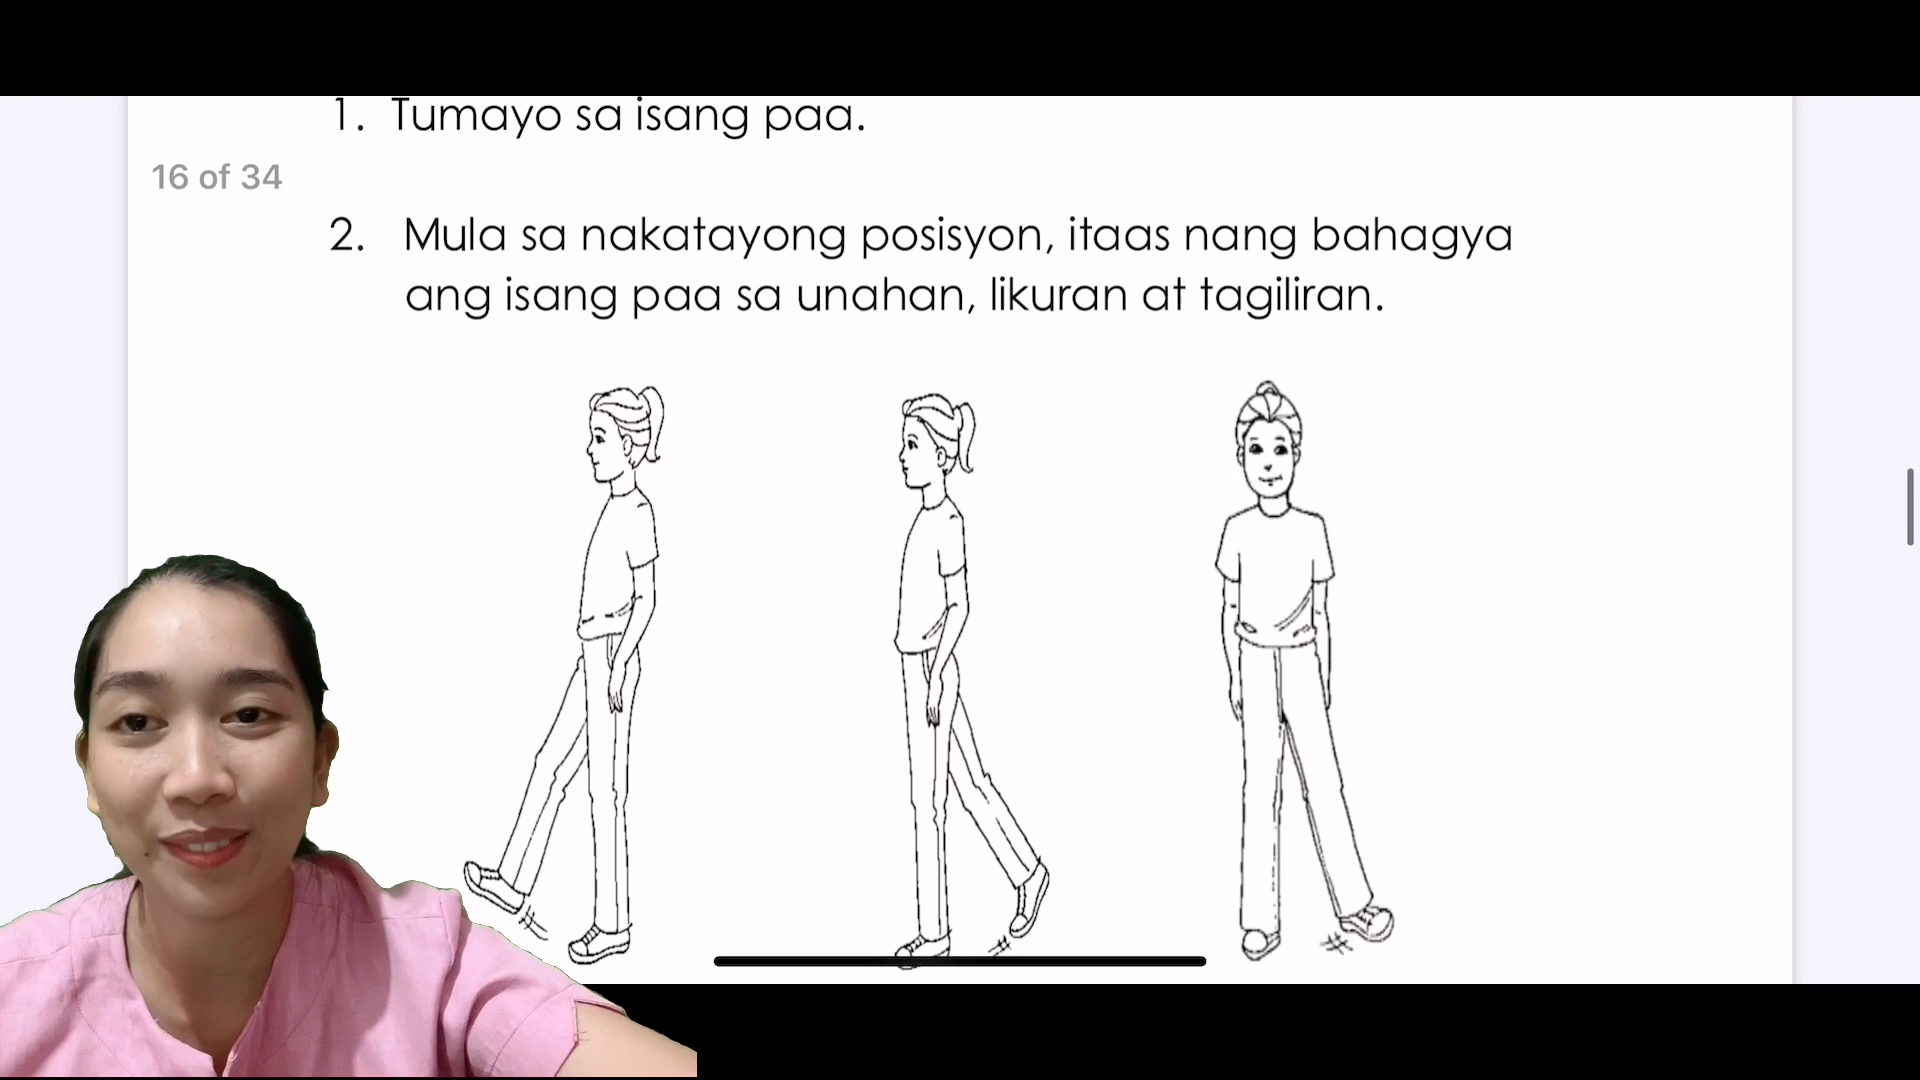 1. Tumayo sa isang paa.
16 of 34
2. Mula sa nakatayong posisyon, itaas nang bahagya
ang isang paa sa unahan, likuran at tagiliran.